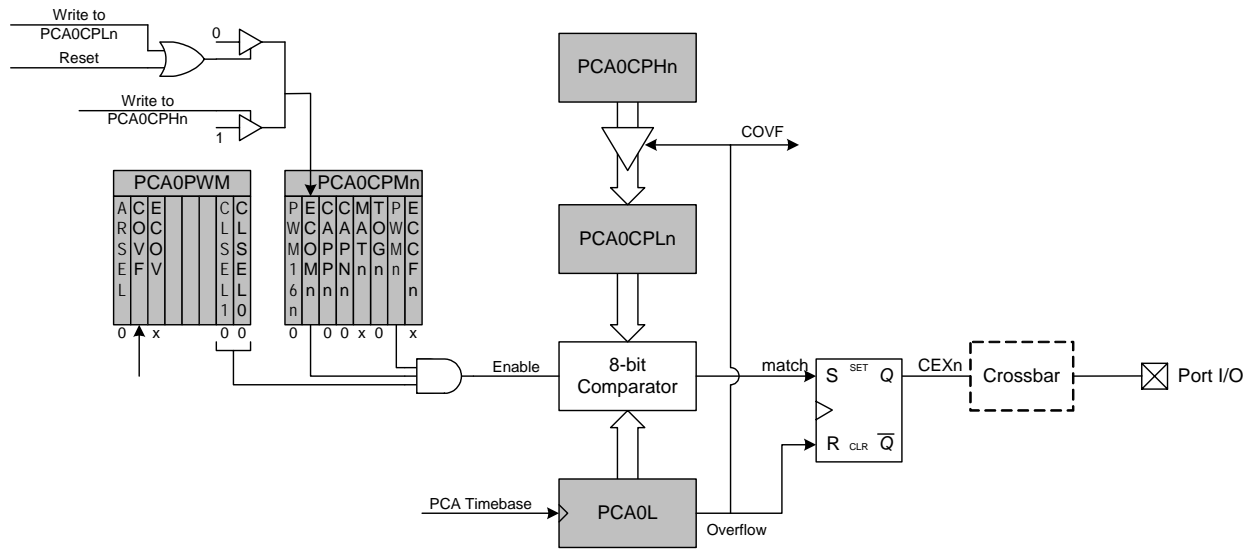 Write to
PCA0CPLn
Reset
0
Write to
PCA0CPHn
1
PCA0CPHn
COVF
PCA0PWM
ARSEL
COVF
ECOV
CLSEL1
CLSEL0
0 x 0 0
PCA0CPMn
PWM16n
ECOMn
CAPPn
CAPNn
MATn
TOGn
PWMn
ECCFn
0 0 0 x 0 x
PCA0CPLn
Enable
8-bit
Comparator
match
S SET Q
R CLR Q
CEXn
Crossbar
Port I/O
PCA Timebase
PCA0L
Overflow